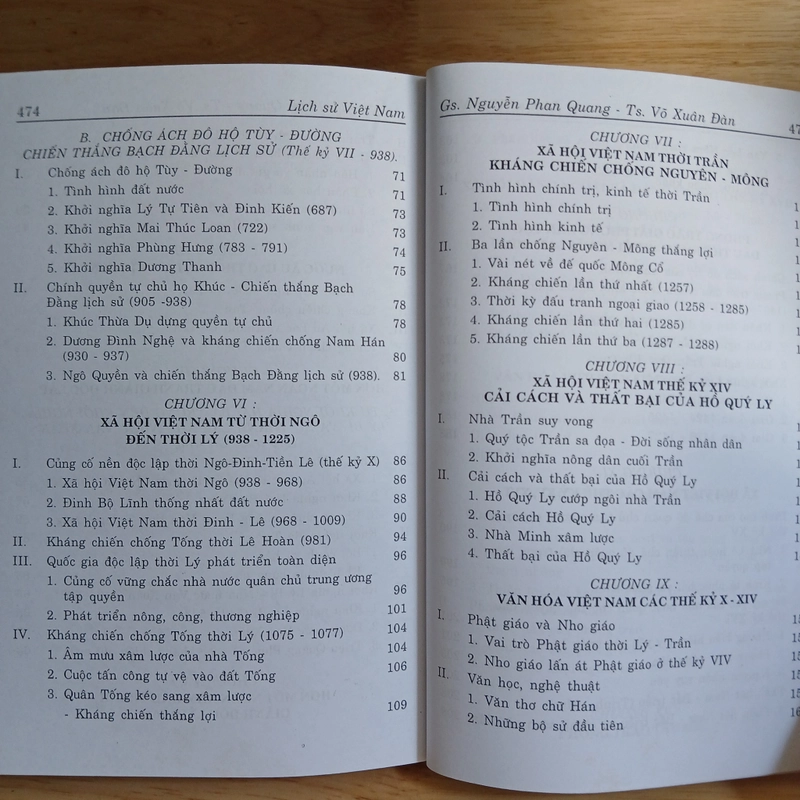 474 Lịch sử Việt Nam
B. CHỐNG ÁCH ĐÔ HỘ TÙY - ĐƯỜNG
CHIẾN THẮNG BẠCH ĐẰNG LỊCH SỬ (Thế kỷ VII - 938).
I. Chống ách đô hộ Tùy - Đường 71
1. Tình hình đất nước 71
2. Khởi nghĩa Lý Tự Tiên và Đinh Kiến (687) 73
3. Khởi nghĩa Mai Thúc Loan (722) 73
4. Khởi nghĩa Phùng Hưng (783 - 791) 74
5. Khởi nghĩa Dương Thanh 75
II. Chính quyền tự chủ họ Khúc - Chiến thắng Bạch
Đằng lịch sử (905 -938) 78
1. Khúc Thừa Dụ dựng quyền tự chủ 78
2. Dương Đình Nghệ và kháng chiến chống Nam Hán
(930 - 937) 80
3. Ngô Quyền và chiến thắng Bạch Đằng lịch sử (938). 81
CHƯƠNG VI :
XÃ HỘI VIỆT NAM TỪ THỜI NGÔ
ĐẾN THỜI LÝ (938 - 1225)
I. Củng cố nền độc lập thời Ngô-Đinh-Tiền Lê (thế kỷ X) 86
1. Xã hội Việt Nam thời Ngô (938 - 968) 86
2. Đinh Bộ Lĩnh thống nhất đất nước 88
3. Xã hội Việt Nam thời Đinh - Lê (968 - 1009) 90
II. Kháng chiến chống Tống thời Lê Hoàn (981) 94
III. Quốc gia độc lập thời Lý phát triển toàn diện 96
1. Củng cố vững chắc nhà nước quân chủ trung ương
tập quyền 96
2. Phát triển nông, công, thương nghiệp 101
IV. Kháng chiến chống Tống thời Lý (1075 - 1077) 104
1. Âm mưu xâm lược của nhà Tống 104
2. Cuộc tấn công tự vệ vào đất Tống 106
3. Quân Tống kéo sang xâm lược
- Kháng chiến thắng lợi 109
Gs. Nguyễn Phan Quang - Ts. Võ Xuân Đàn
CHƯƠNG VII :
XÃ HỘI VIỆT NAM THỜI TRẦN
KHÁNG CHIẾN CHỐNG NGUYÊN - MÔNG
I. Tình hình chính trị, kinh tế thời Trần
1. Tình hình chính trị
2. Tình hình kinh tế
II. Ba lần chống Nguyên - Mông thắng lợi
1. Vài nét về đế quốc Mông Cổ
2. Kháng chiến lần thứ nhất (1257)
3. Thời kỳ đấu tranh ngoại giao (1258 - 1285)
4. Kháng chiến lần thứ hai (1285)
5. Kháng chiến lần thứ ba (1287 - 1288)
CHƯƠNG VIII :
XÃ HỘI VIỆT NAM THẾ KỶ XIV
CẢI CÁCH VÀ THẤT BẠI CỦA HỒ QUÝ LY
I. Nhà Trần suy vong
1. Quý tộc Trần sa đọa - Đời sống nhân dân
2. Khởi nghĩa nông dân cuối Trần
II. Cải cách và thất bại của Hồ Quý Ly
1. Hồ Quý Ly cướp ngôi nhà Trần
2. Cải cách Hồ Quý Ly
3. Nhà Minh xâm lược
4. Thất bại của Hồ Quý Ly
CHƯƠNG IX :
VĂN HÓA VIỆT NAM CÁC THẾ KỶ X - XIV
I. Phật giáo và Nho giáo
1. Vai trò Phật giáo thời Lý - Trần
2. Nho giáo lấn át Phật giáo ở thế kỷ VIV
II. Văn học, nghệ thuật
1. Văn thơ chữ Hán
2. Những bộ sử đầu tiên